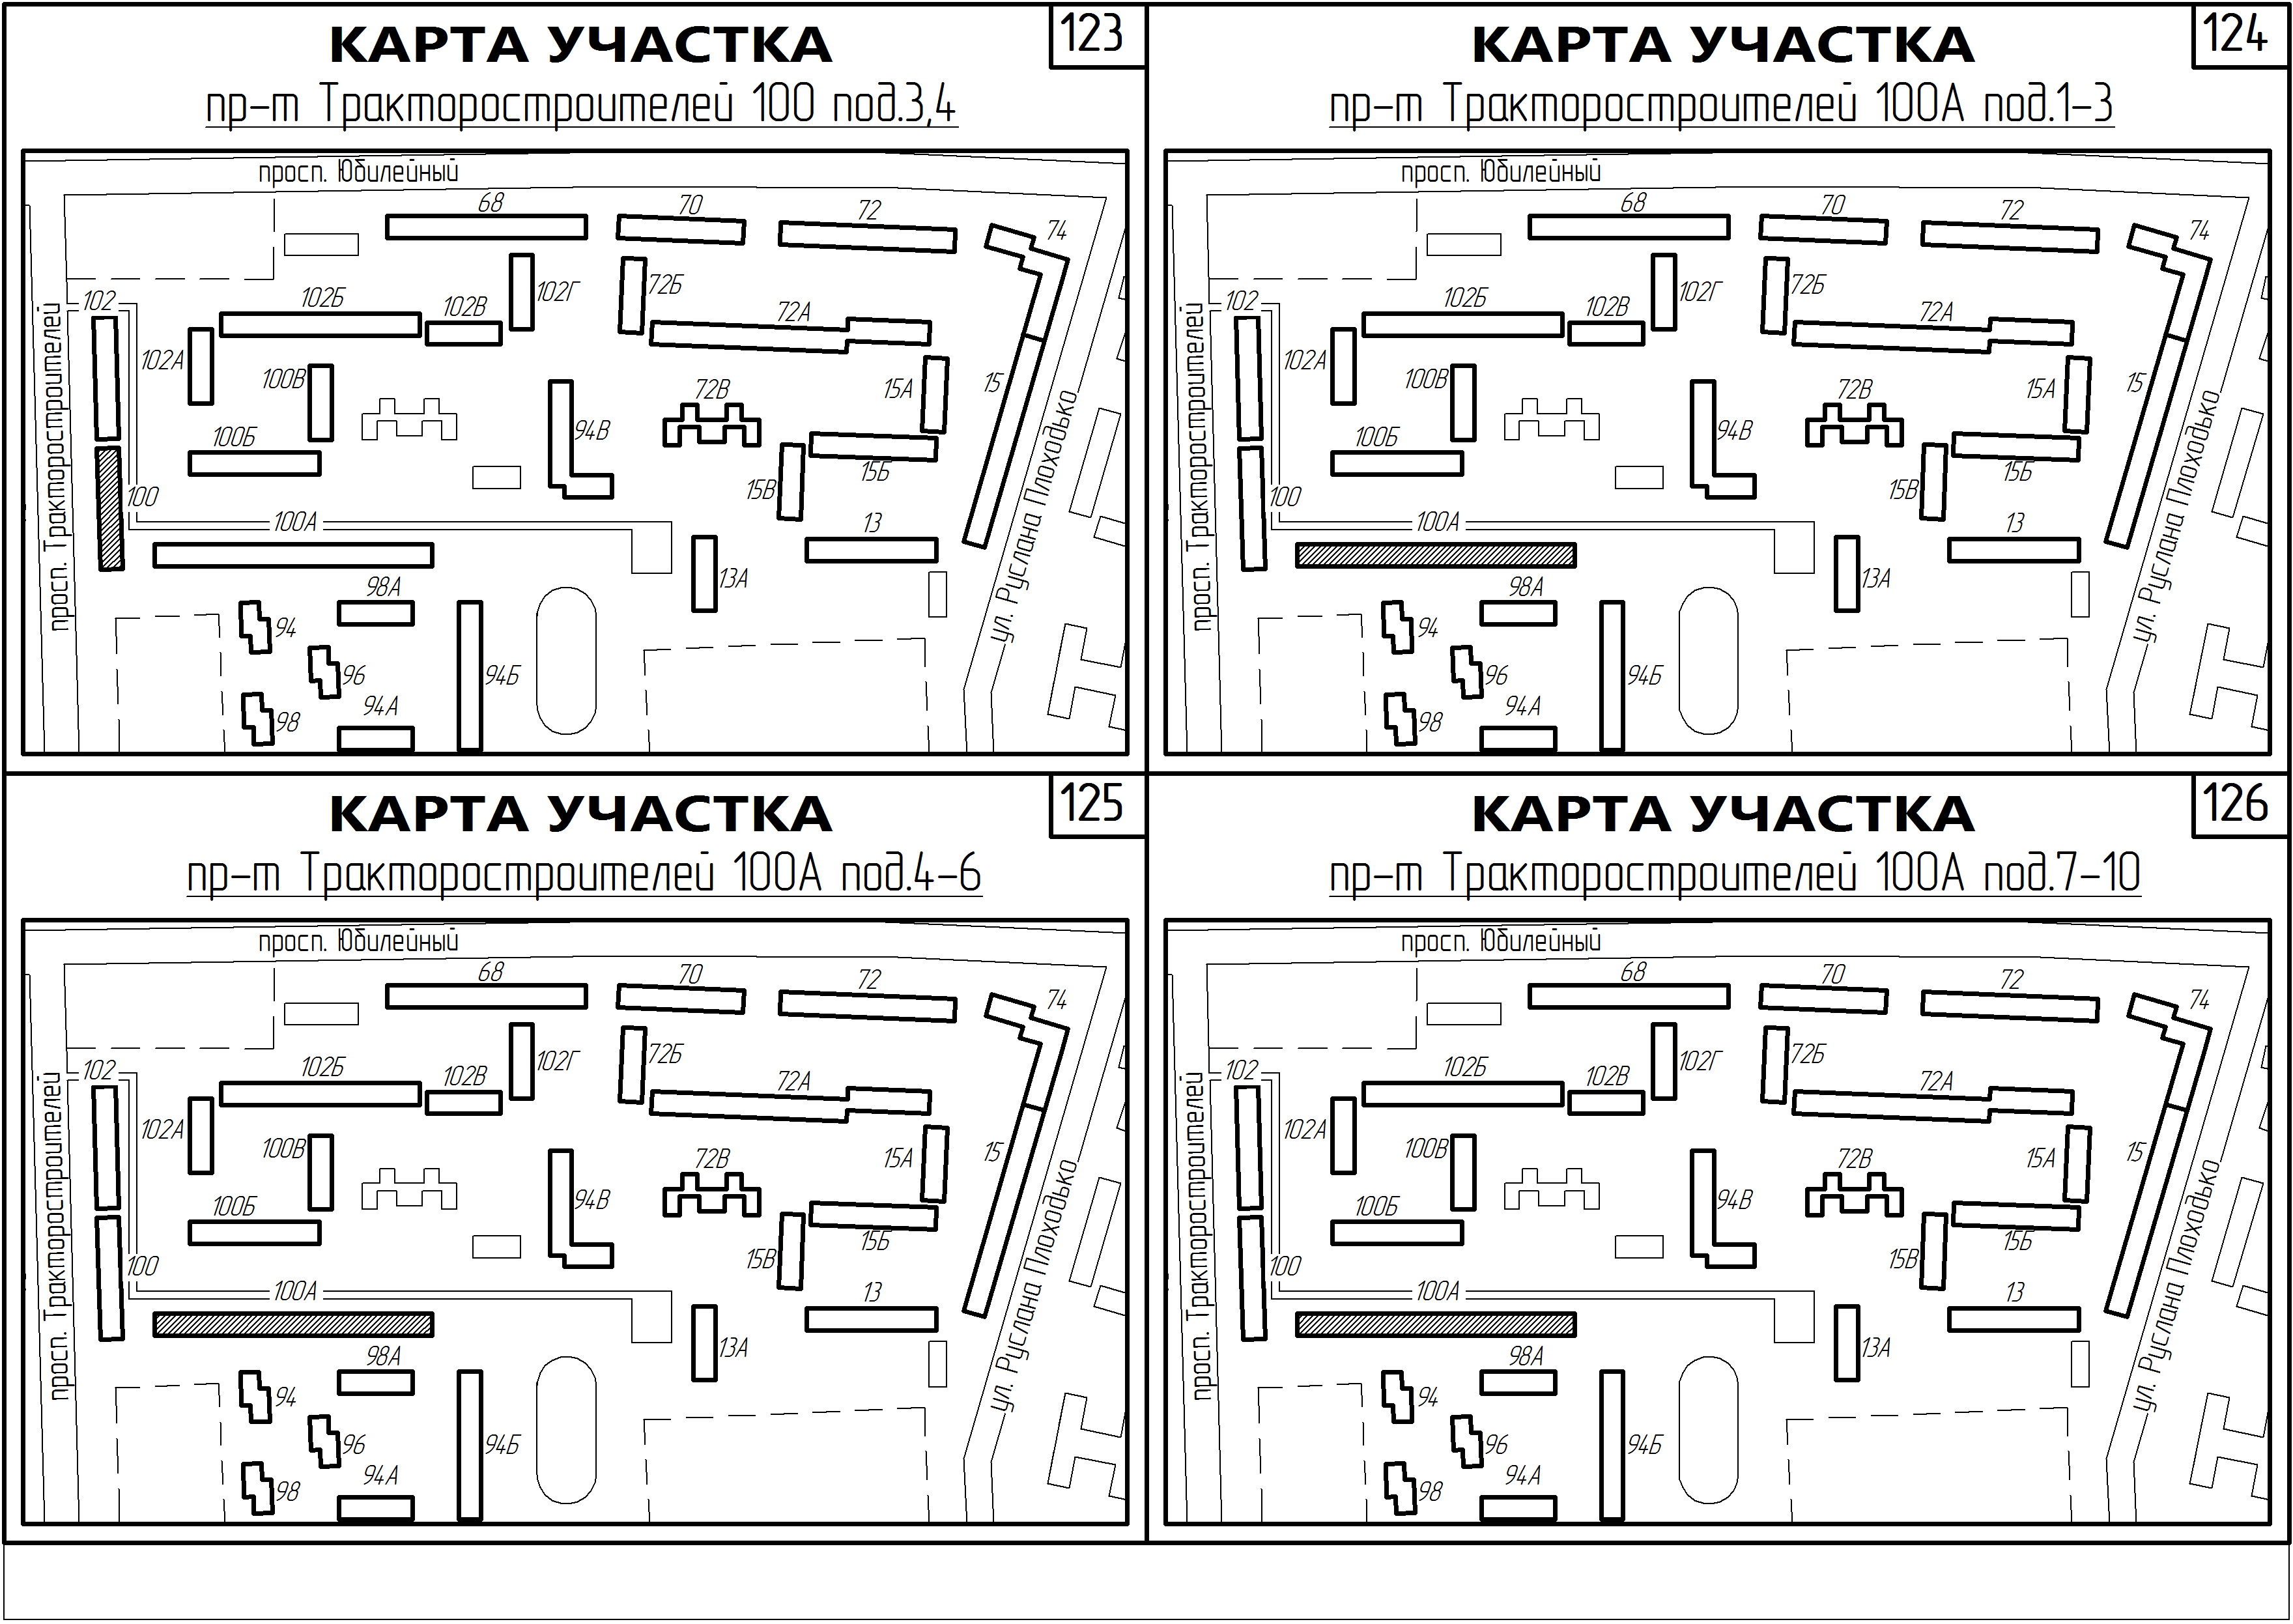 КАРТА УЧАСТКА
123
пр-т Тракторостроителей 100 под.3,4
просп. Юбилейный
68
70
72
74
102
102Б
102В
102Г
72Б
72А
102А
100В
100Б
94В
72В
15А
15
15Б
15В
100
100А
13
13А
98А
94
96
98
94А
94Б
просп. Тракторостроителей
ул. Руслана Плоходько
КАРТА УЧАСТКА
124
пр-т Тракторостроителей 100А под.1-3
просп. Юбилейный
68
70
72
74
102
102Б
102В
102Г
72Б
72А
102А
100В
100Б
94В
72В
15А
15
15Б
15В
100
100А
13
13А
98А
94
96
98
94А
94Б
просп. Тракторостроителей
ул. Руслана Плоходько
КАРТА УЧАСТКА
125
пр-т Тракторостроителей 100А под.4-6
просп. Юбилейный
68
70
72
74
102
102Б
102В
102Г
72Б
72А
102А
100В
100Б
94В
72В
15А
15
15Б
15В
100
100А
13
13А
98А
94
96
98
94А
94Б
просп. Тракторостроителей
ул. Руслана Плоходько
КАРТА УЧАСТКА
126
пр-т Тракторостроителей 100А под.7-10
просп. Юбилейный
68
70
72
74
102
102Б
102В
102Г
72Б
72А
102А
100В
100Б
94В
72В
15А
15
15Б
15В
100
100А
13
13А
98А
94
96
98
94А
94Б
просп. Тракторостроителей
ул. Руслана Плоходько